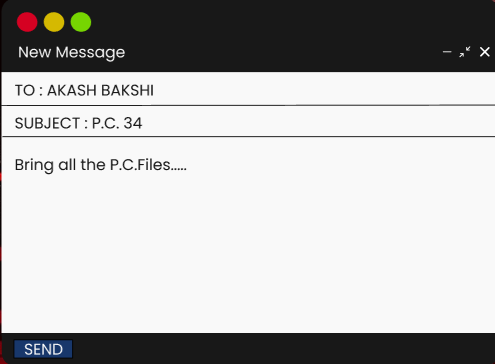 New Message
TO : AKASH BAKSHI
SUBJECT : P.C. 34
Bring all the P.C.Files.....
SEND